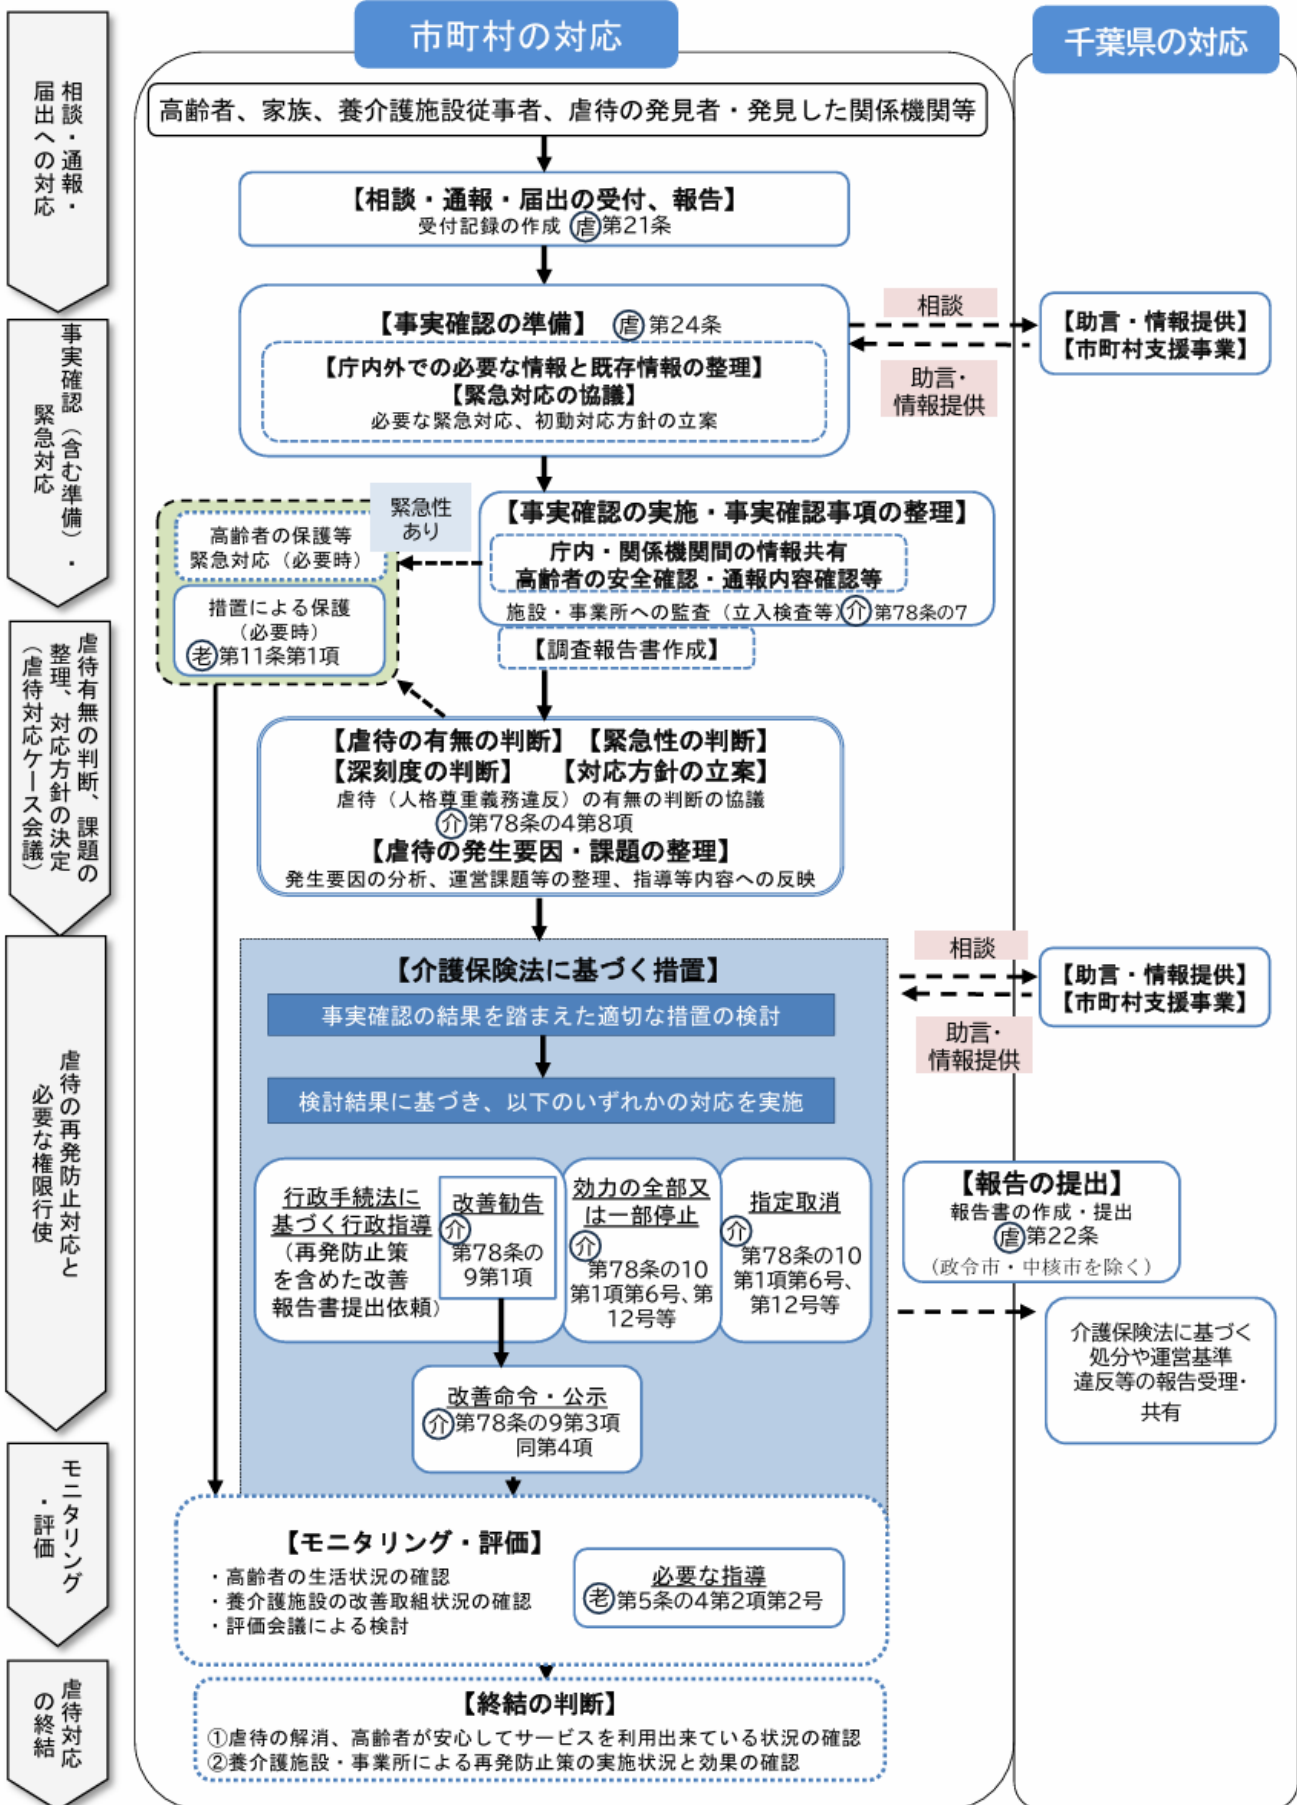 市町村の対応
千葉県の対応
相談・通報・
届出への対応
高齢者、家族、養介護施設従事者、虐待の発見者・発見した関係機関等
【相談・通報・届出の受付、報告】
受付記録の作成 虐第21条
事実確認（含む準備）・
緊急対応
【事実確認の準備】 虐 第24条
【庁内外での必要な情報と既存情報の整理】
【緊急対応の協議】
必要な緊急対応、初動対応方針の立案
相談
助言・
情報提供
【助言・情報提供】
【市町村支援事業】
緊急性
あり
高齢者の保護等
緊急対応（必要時）
措置による保護
（必要時）
老第11条第1項
【事実確認の実施・事実確認事項の整理】
庁内・関係機関間の情報共有
高齢者の安全確認・通報内容確認等
施設・事業所への監査（立入検査等）介 第78条の7
【調査報告書作成】
虐待有無の判断、課題の
整理、対応方針の決定
（虐待対応ケース会議）
【虐待の有無の判断】【緊急性の判断】
【深刻度の判断】 【対応方針の立案】
虐待（人格尊重義務違反）の有無の判断の協議
介第78条の4第8項
【虐待の発生要因・課題の整理】
発生要因の分析、運営課題等の整理、指導等内容への反映
虐待の再発防止対応と
必要な権限行使
【介護保険法に基づく措置】
事実確認の結果を踏まえた適切な措置の検討
検討結果に基づき、以下のいずれかの対応を実施
相談
助言・
情報提供
【助言・情報提供】
【市町村支援事業】
行政手続法に
基づく行政指導
（再発防止策
を含めた改善
報告書提出依頼）
改善勧告
介
第78条の
9第1項
効力の全部又
は一部停止
介
第78条の10
第1項第6号、第
12号等
指定取消
介
第78条の10
第1項第6号、
第12号等
【報告の提出】
報告書の作成・提出
虐第22条
（政令市・中核市を除く）
介護保険法に基づく
処分や運営基準
違反等の報告受理・
共有
改善命令・公示
介第78条の9第3項
同第4項
モニタリング
・評価
【モニタリング・評価】
・高齢者の生活状況の確認
・養介護施設の改善取組状況の確認
・評価会議による検討
必要な指導
老第5条の4第2項第2号
虐待対応
の終結
【終結の判断】
①虐待の解消、高齢者が安心してサービスを利用出来ている状況の確認
②養介護施設・事業所による再発防止策の実施状況と効果の確認